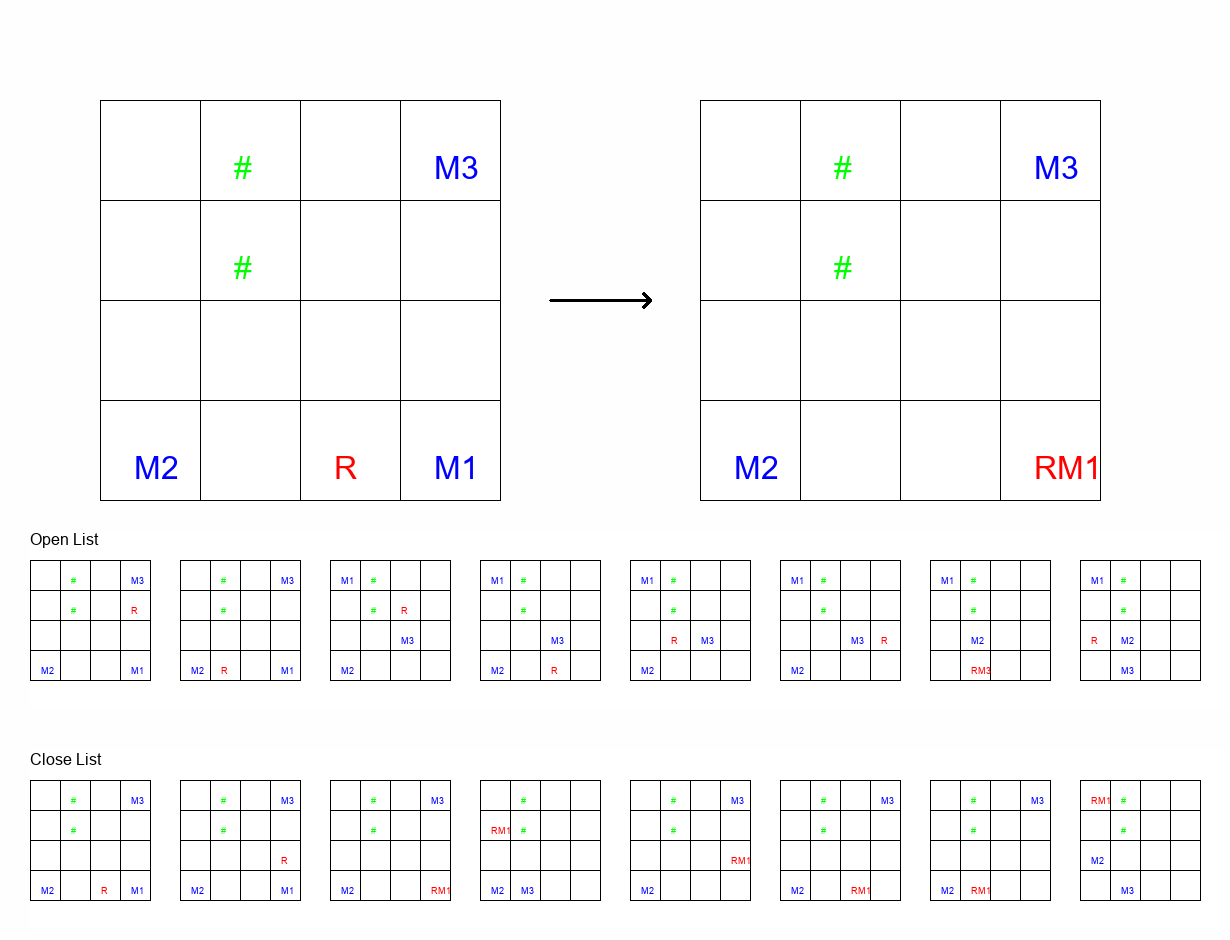 # M3 # M3
# #
M2 R M1 M2 RM1
Open List
# M3 # M3 M1 # M1 # M1 # M1 # M1 # M1 #
# R # # R # # # # #
M3 M3 R M3 M3 R M2 R M2
M2 M1 M2 R M1 M2 M2 R M2 M2 RM3 M3
Close List
# M3 # M3 # M3 # # M3 # M3 # M3 RM1 #
# # # RM1 # # # # #
R RM1 M2
M2 R M1 M2 M1 M2 RM1 M2 M3 M2 M2 RM1 M2 RM1 M3